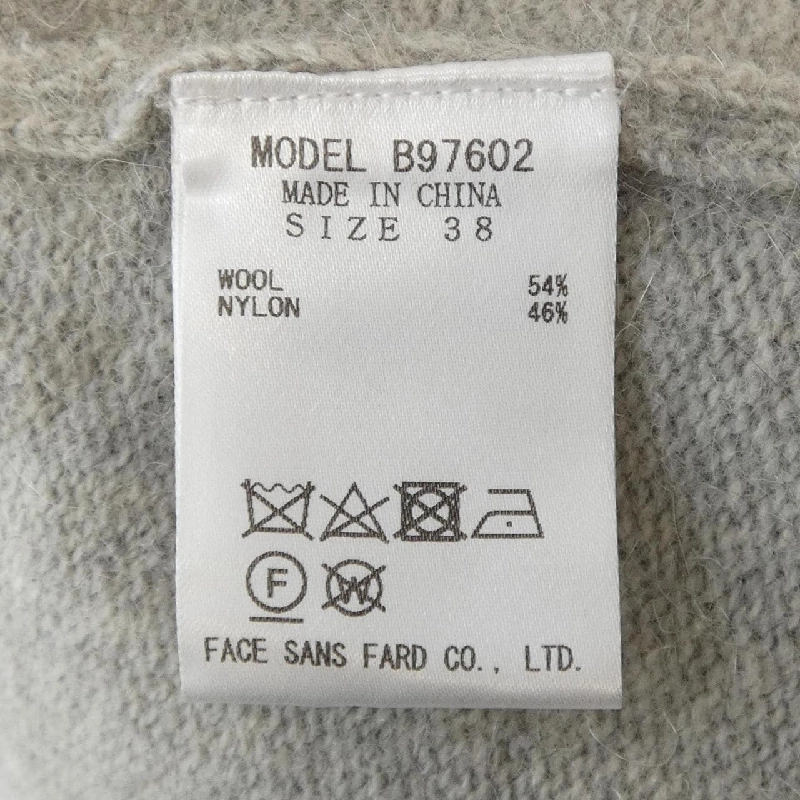 MODEL B97602
MADE IN CHINA
SIZE 38
WOOL 54%
NYLON 46%
F W
FACE SANS FARD CO., LTD.